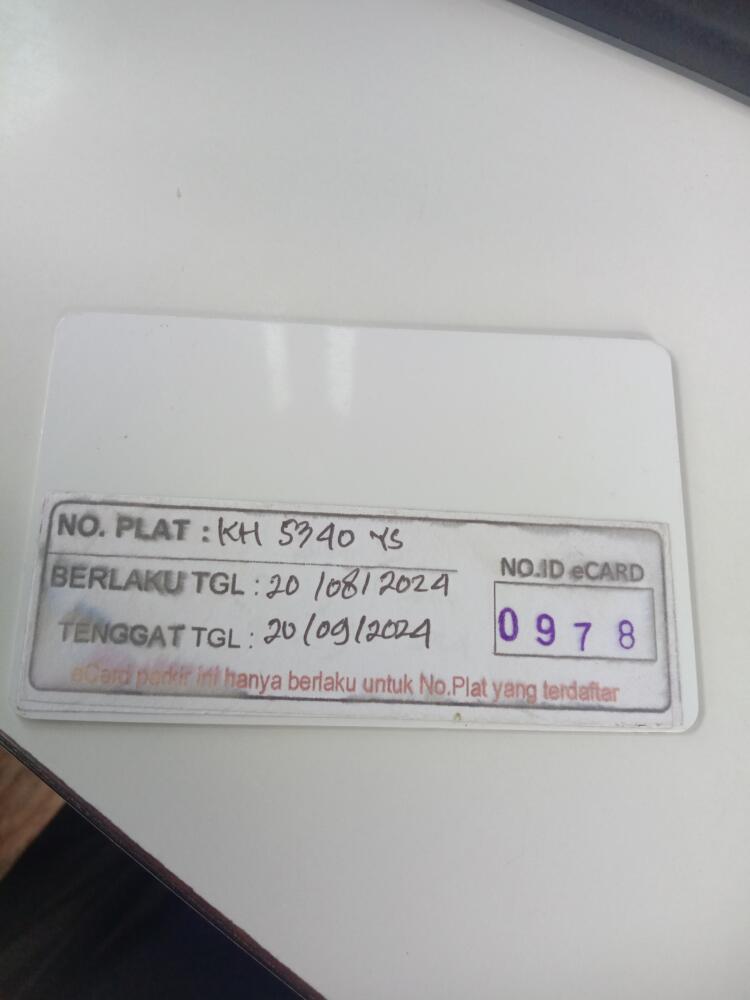 NO. PLAT : KH 5340 YS
BERLAKU TGL : 20/08/2024
TENGGAT TGL : 20/09/2024
NO.ID eCARD
0978
eCard parkir ini hanya berlaku untuk No.Plat yang terdaftar